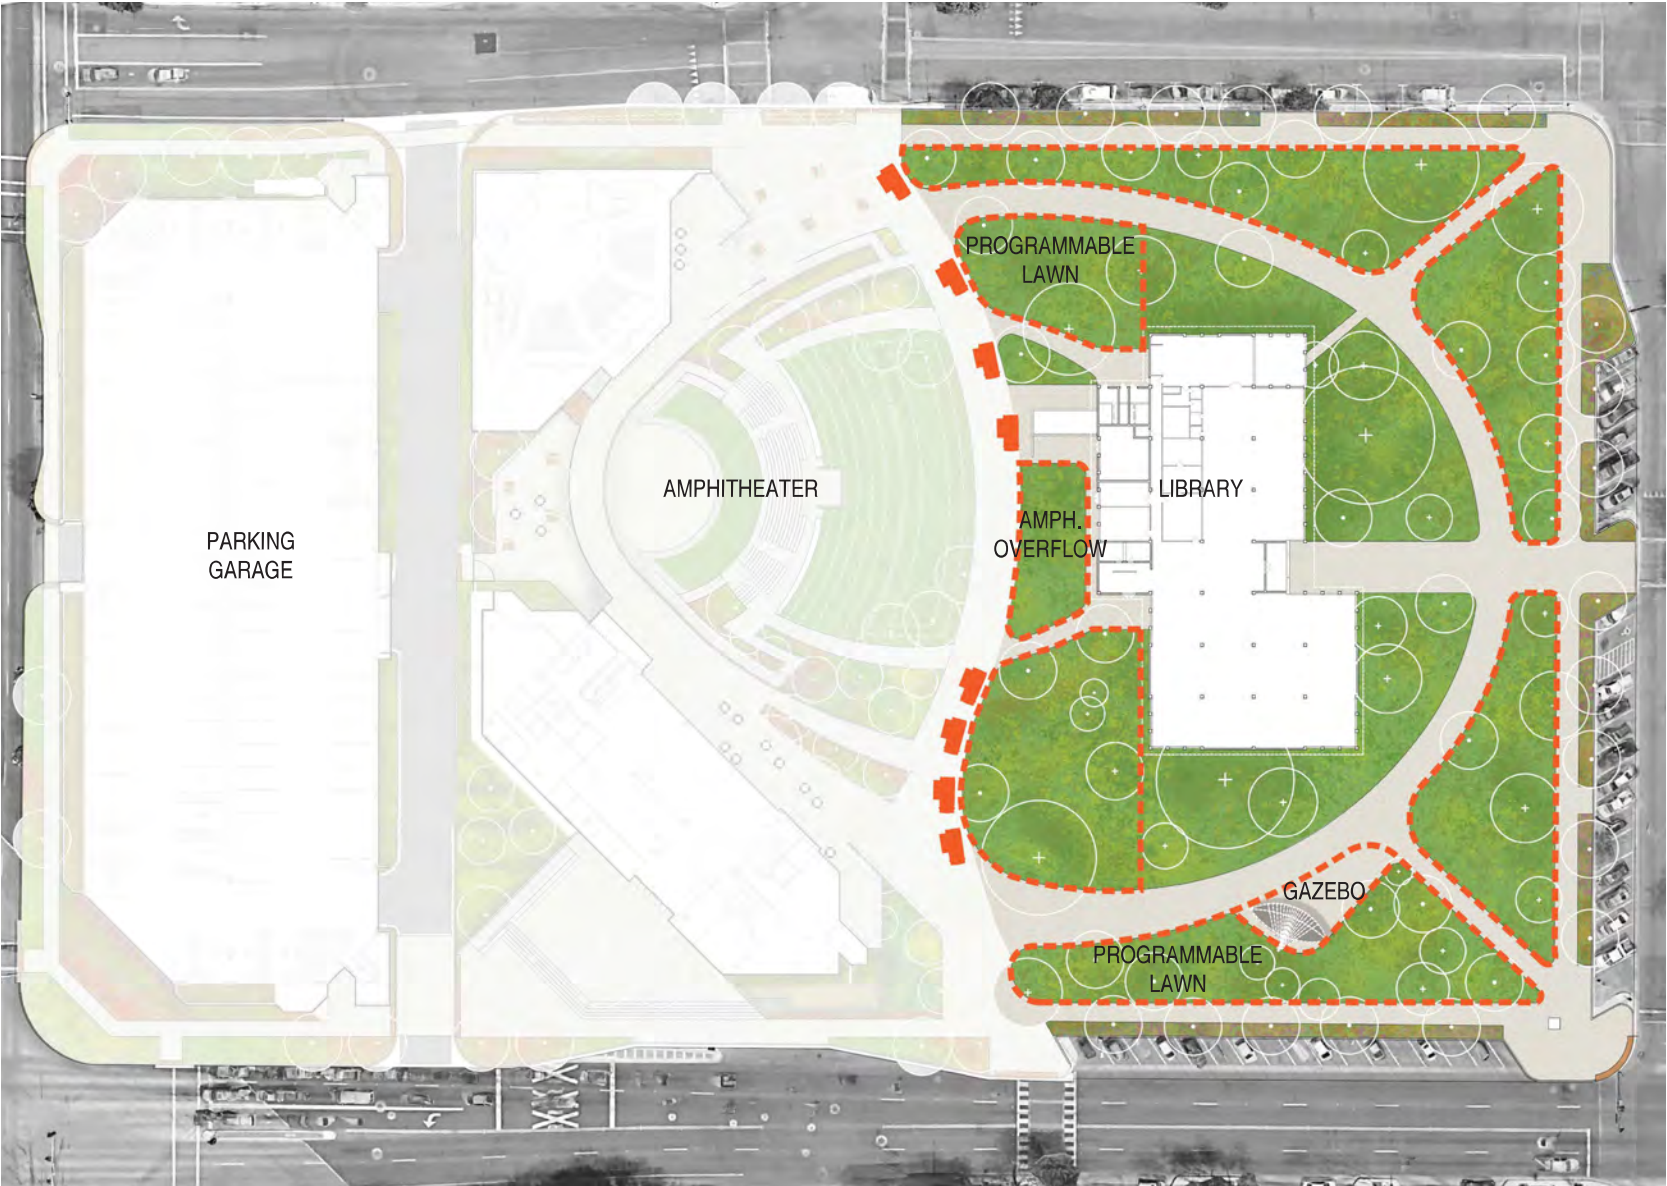 PROGRAMMABLE
LAWN
AMPHITHEATER
LIBRARY
AMPH.
OVERFLOW
PARKING
GARAGE
GAZEBO
PROGRAMMABLE
LAWN